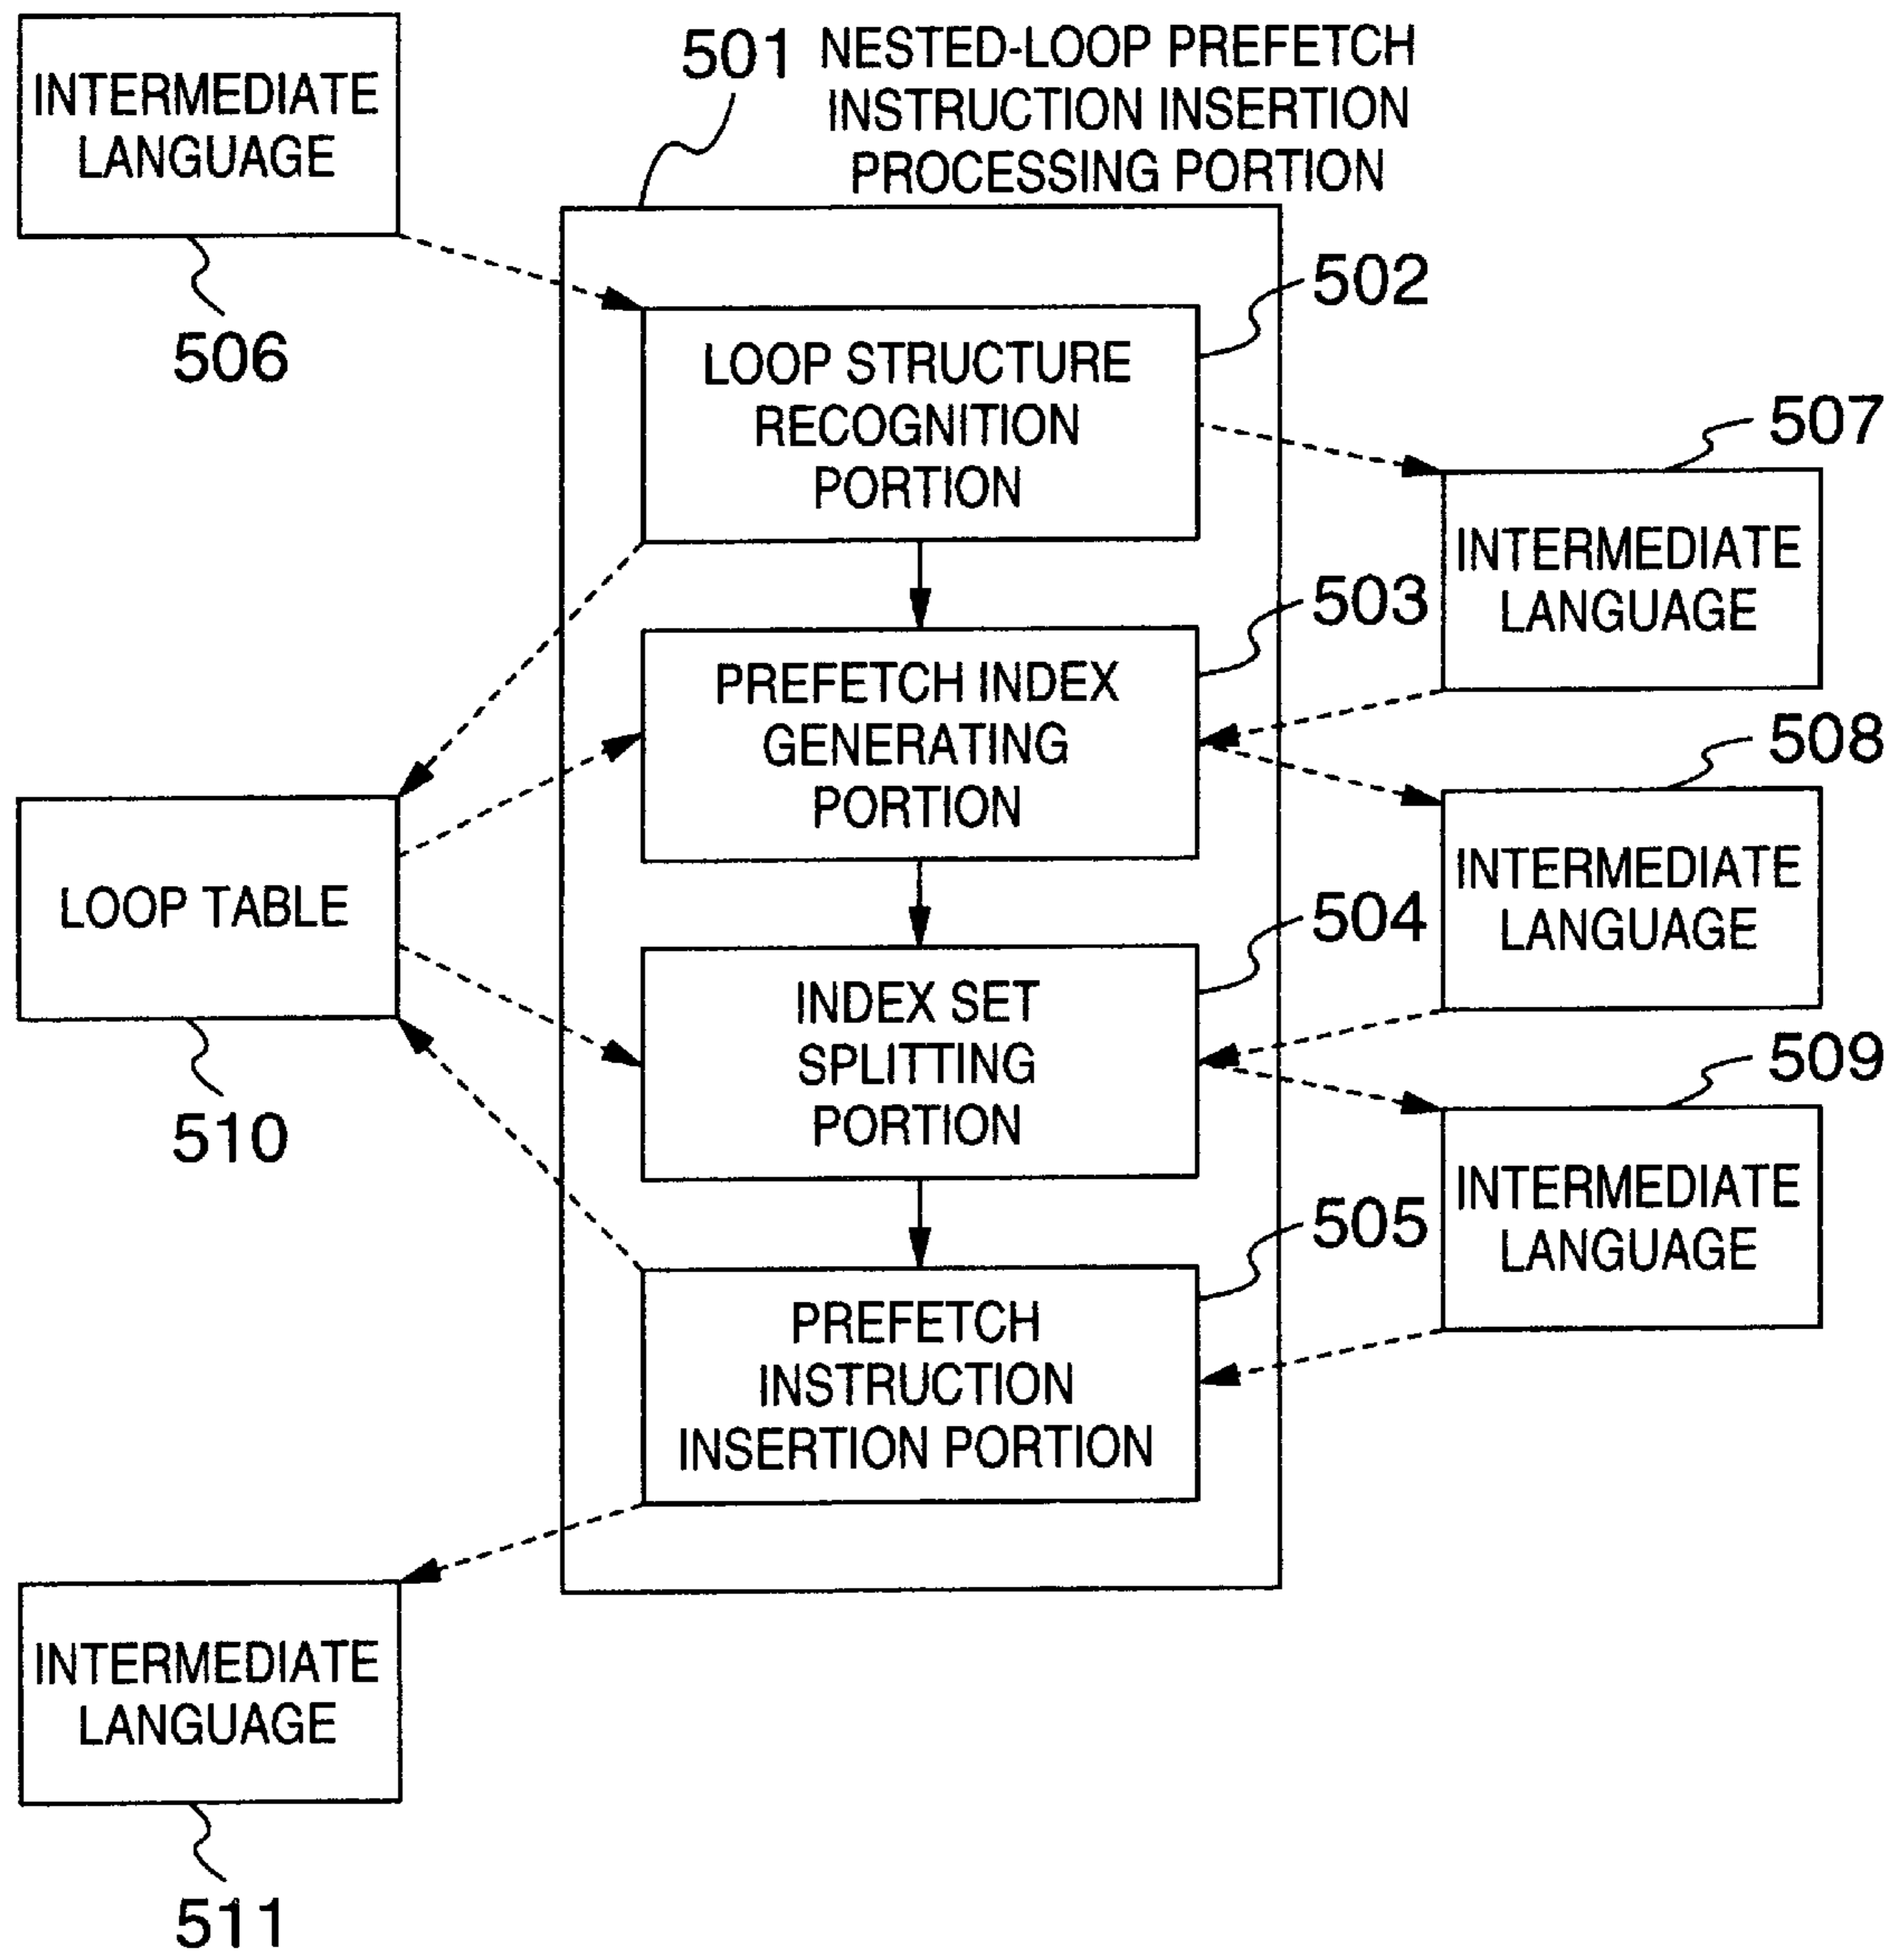 INTERMEDIATE
LANGUAGE
506
501 NESTED-LOOP PREFETCH
INSTRUCTION INSERTION
PROCESSING PORTION
502
LOOP STRUCTURE
RECOGNITION
PORTION
507
INTERMEDIATE
LANGUAGE
503
PREFETCH INDEX
GENERATING
PORTION
508
INTERMEDIATE
LANGUAGE
LOOP TABLE
510
504
INDEX SET
SPLITTING
PORTION
509
INTERMEDIATE
LANGUAGE
505
PREFETCH
INSTRUCTION
INSERTION PORTION
INTERMEDIATE
LANGUAGE
511